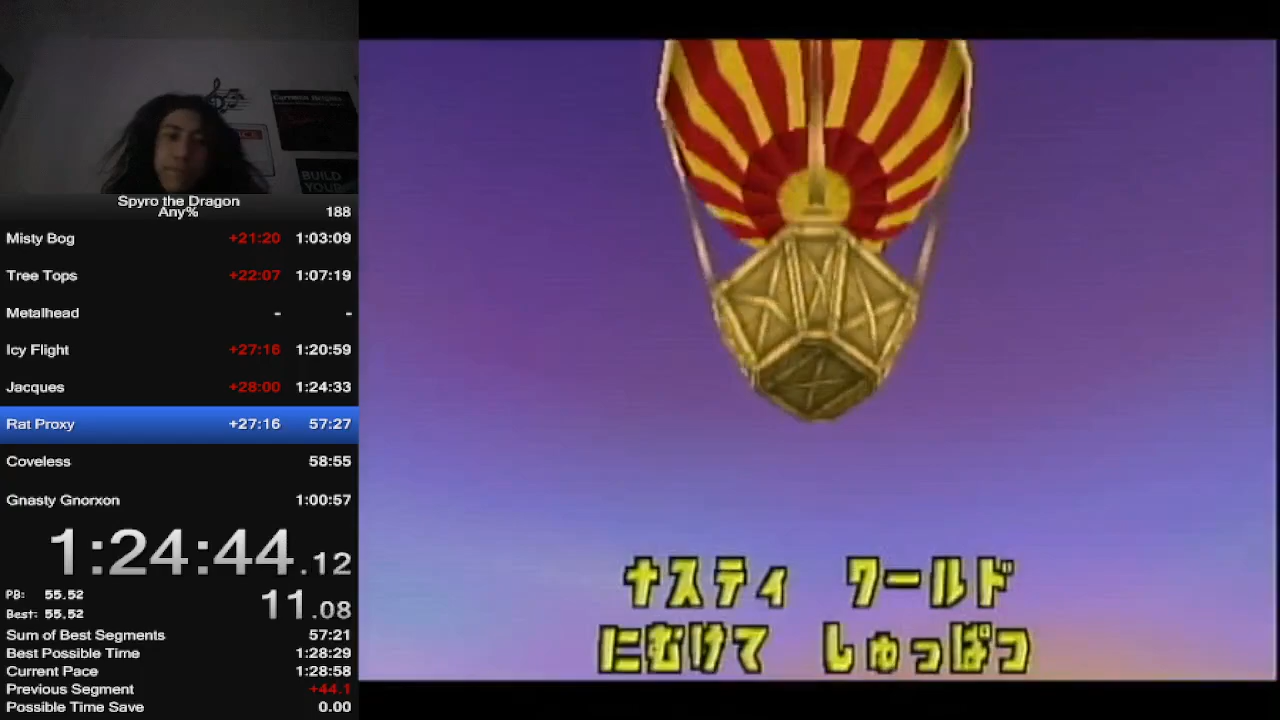 Spyro the Dragon
Any%
188
Misty Bog +21:20 1:03:09
Tree Tops +22:07 1:07:19
Metalhead - -
Icy Flight +27:16 1:20:59
Jacques +28:00 1:24:33
Rat Proxy +27:16 57:27
Coveless 58:55
Gnasty Gnorxon 1:00:57
1:24:44.12
PB: 55.52
Best: 55.52
11.08
Sum of Best Segments 57:21
Best Possible Time 1:28:29
Current Pace 1:28:58
Previous Segment +44.1
Possible Time Save 0.00
BUILD
YOUR
ナスティ ワールド
にむけて しゅっぱつ